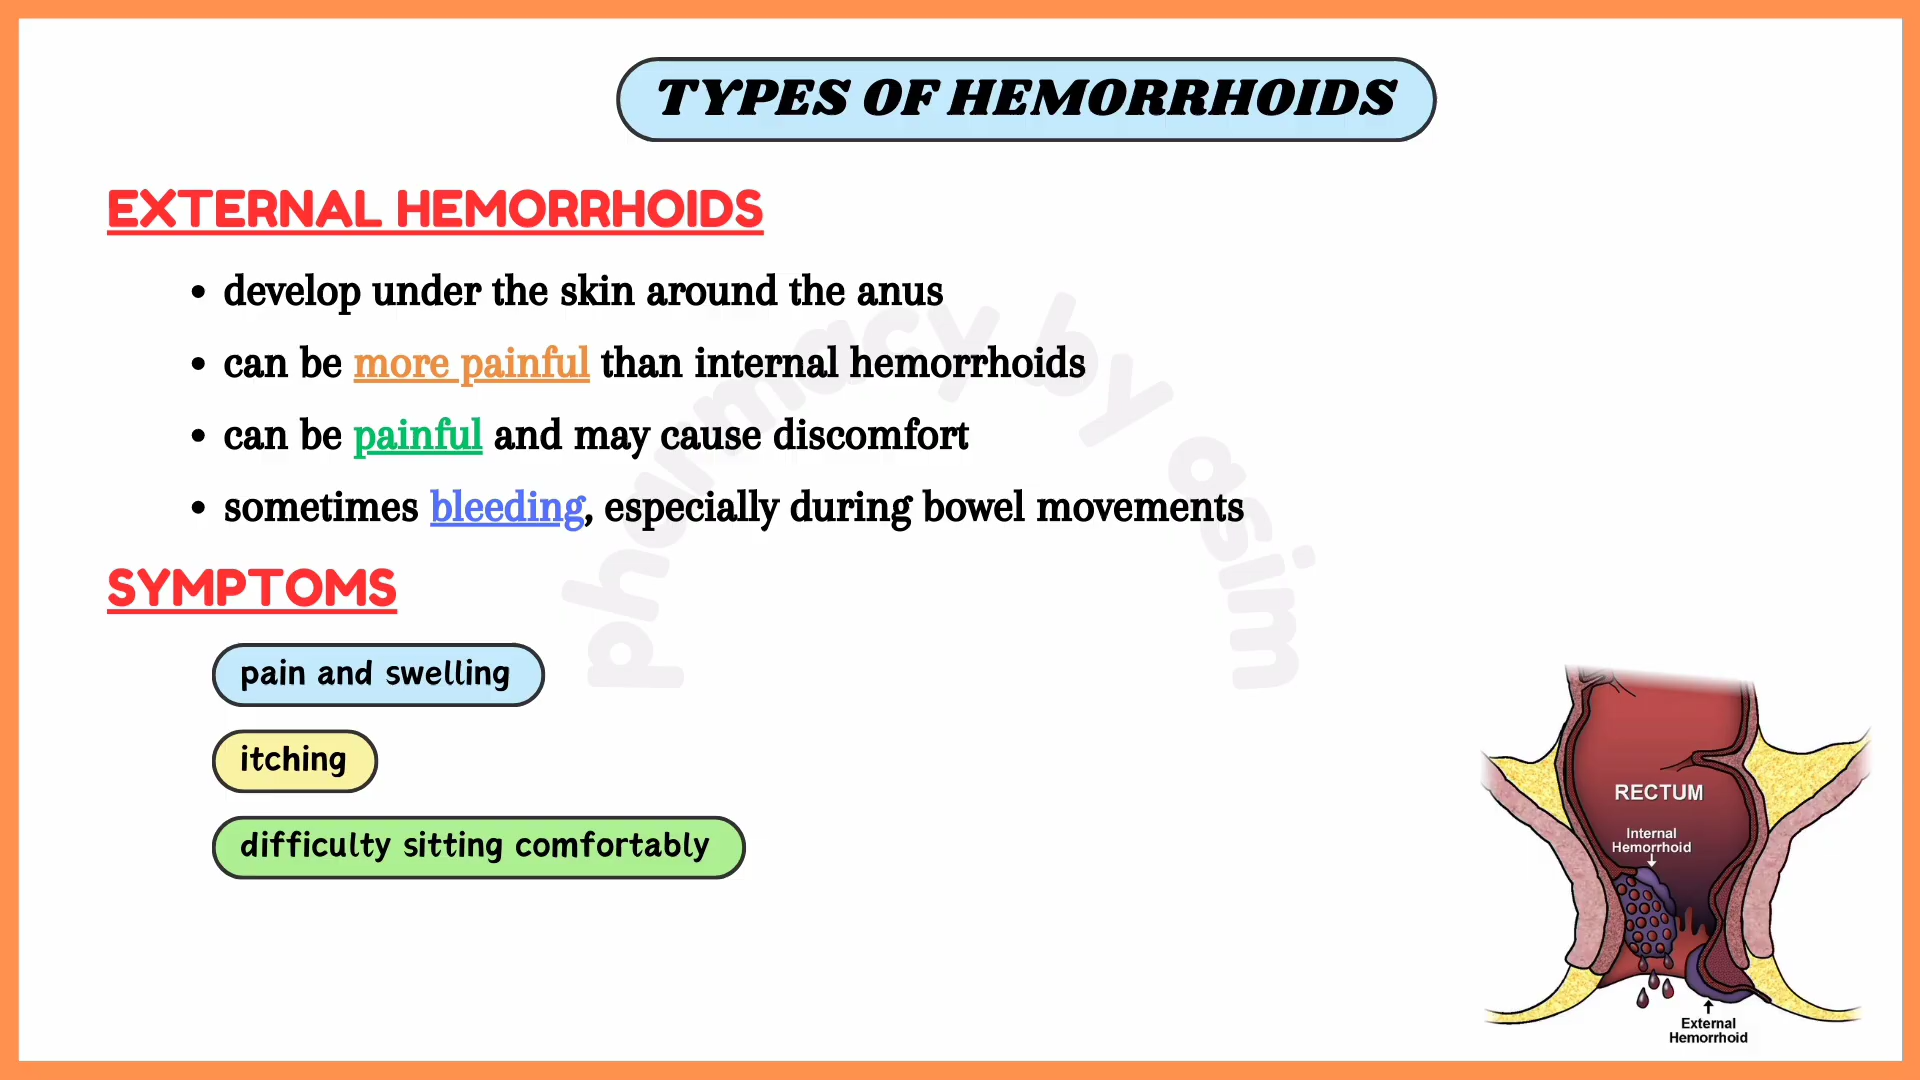 TYPES OF HEMORRHOIDS
EXTERNAL HEMORRHOIDS
• develop under the skin around the anus
• can be more painful than internal hemorrhoids
• can be painful and may cause discomfort
• sometimes bleeding, especially during bowel movements
SYMPTOMS
pain and swelling
itching
difficulty sitting comfortably
pharmacy by asim
RECTUM
Internal
Hemorrhoid
External
Hemorrhoid